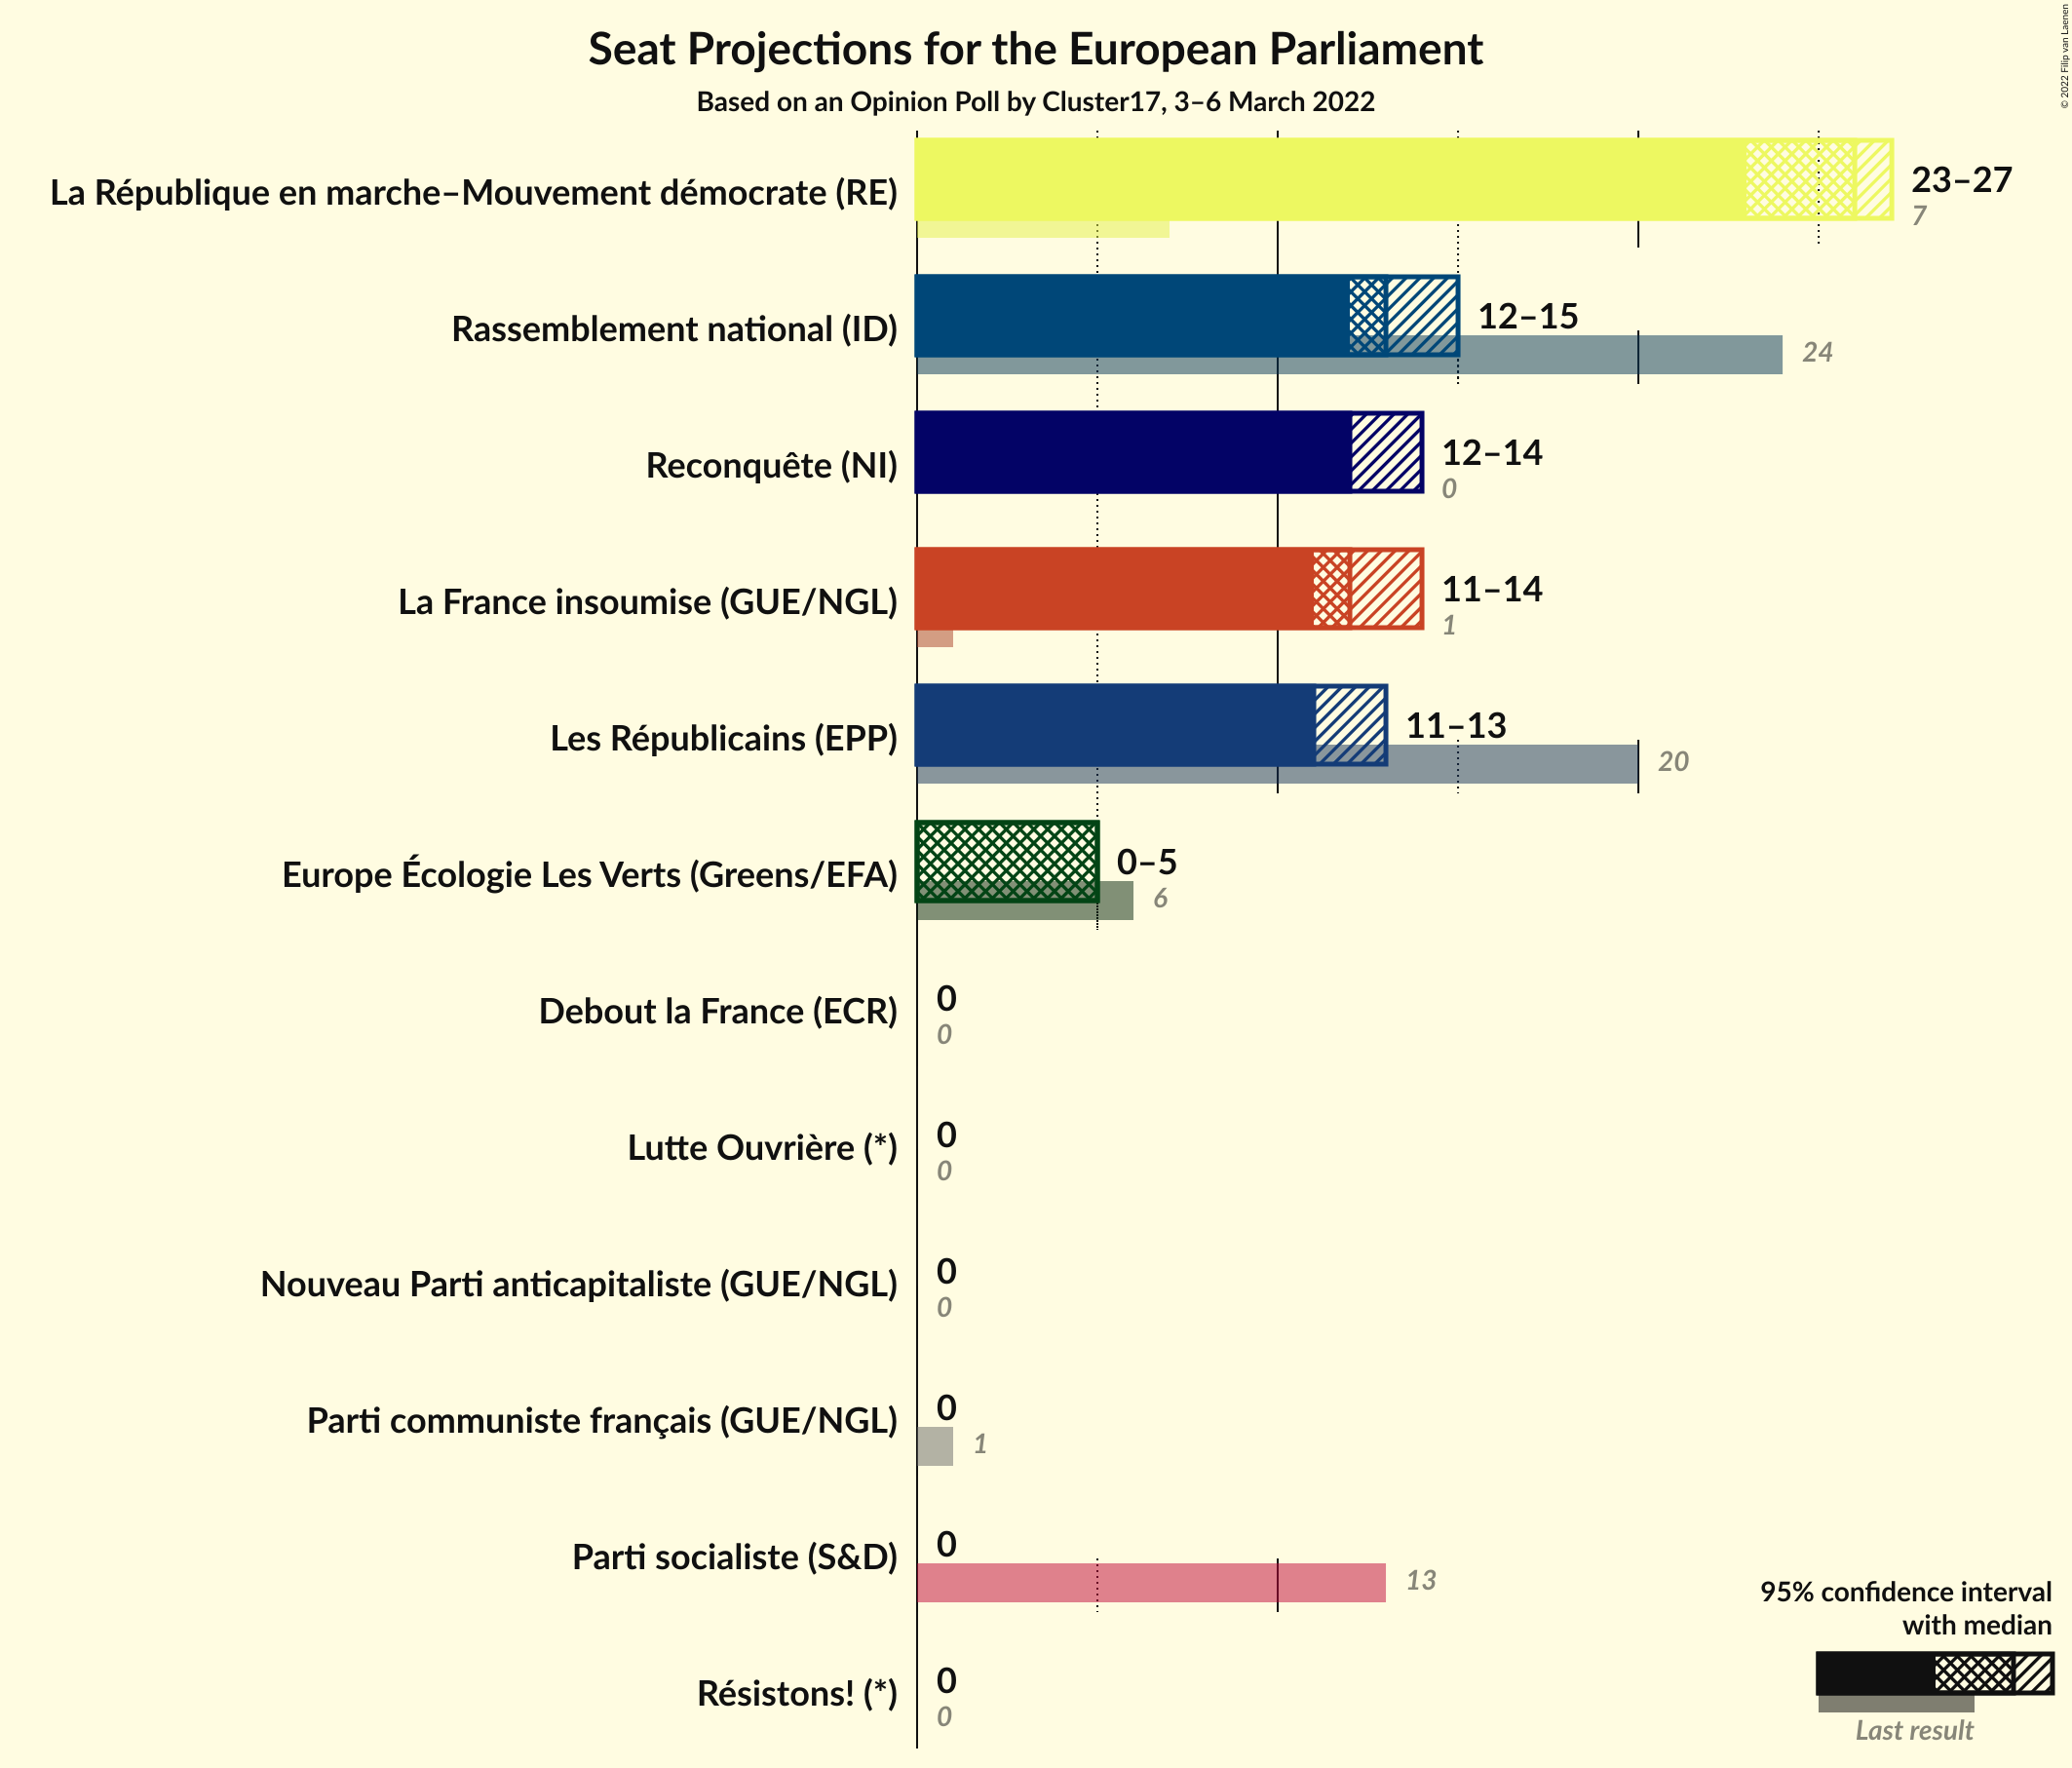 Seat Projections for the European Parliament
Based on an Opinion Poll by Cluster17, 3–6 March 2022
© 2022 Filip van Laenen
La République en marche–Mouvement démocrate (RE)
23–27
7
Rassemblement national (ID)
12–15
24
Reconquête (NI)
12–14
0
La France insoumise (GUE/NGL)
11–14
1
Les Républicains (EPP)
11–13
20
Europe Écologie Les Verts (Greens/EFA)
0–5
6
Debout la France (ECR)
0
0
Lutte Ouvrière (*)
0
0
Nouveau Parti anticapitaliste (GUE/NGL)
0
0
Parti communiste français (GUE/NGL)
0
1
Parti socialiste (S&D)
0
13
Résistons! (*)
0
0
95% confidence interval
with median
Last result